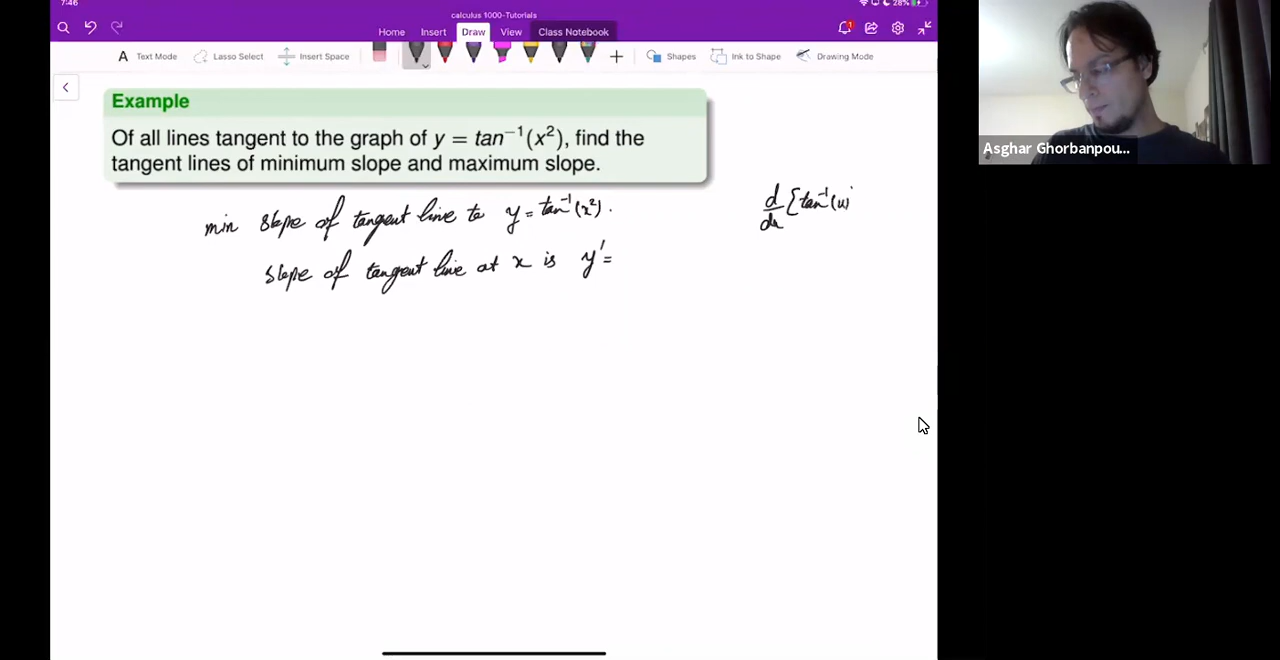 7:46
28%
calculus 1000-Tutorials
Home Insert Draw View Class Notebook
1
A Text Mode Lasso Select Insert Space Shapes Ink to Shape Drawing Mode
Example
Of all lines tangent to the graph of y = tan⁻¹(x²), find the
tangent lines of minimum slope and maximum slope.
min slope of tangent line to y = tan⁻¹(x²).
slope of tangent line at x is y' =
d/dx [tan⁻¹(u)
Asghar Ghorbanpou...